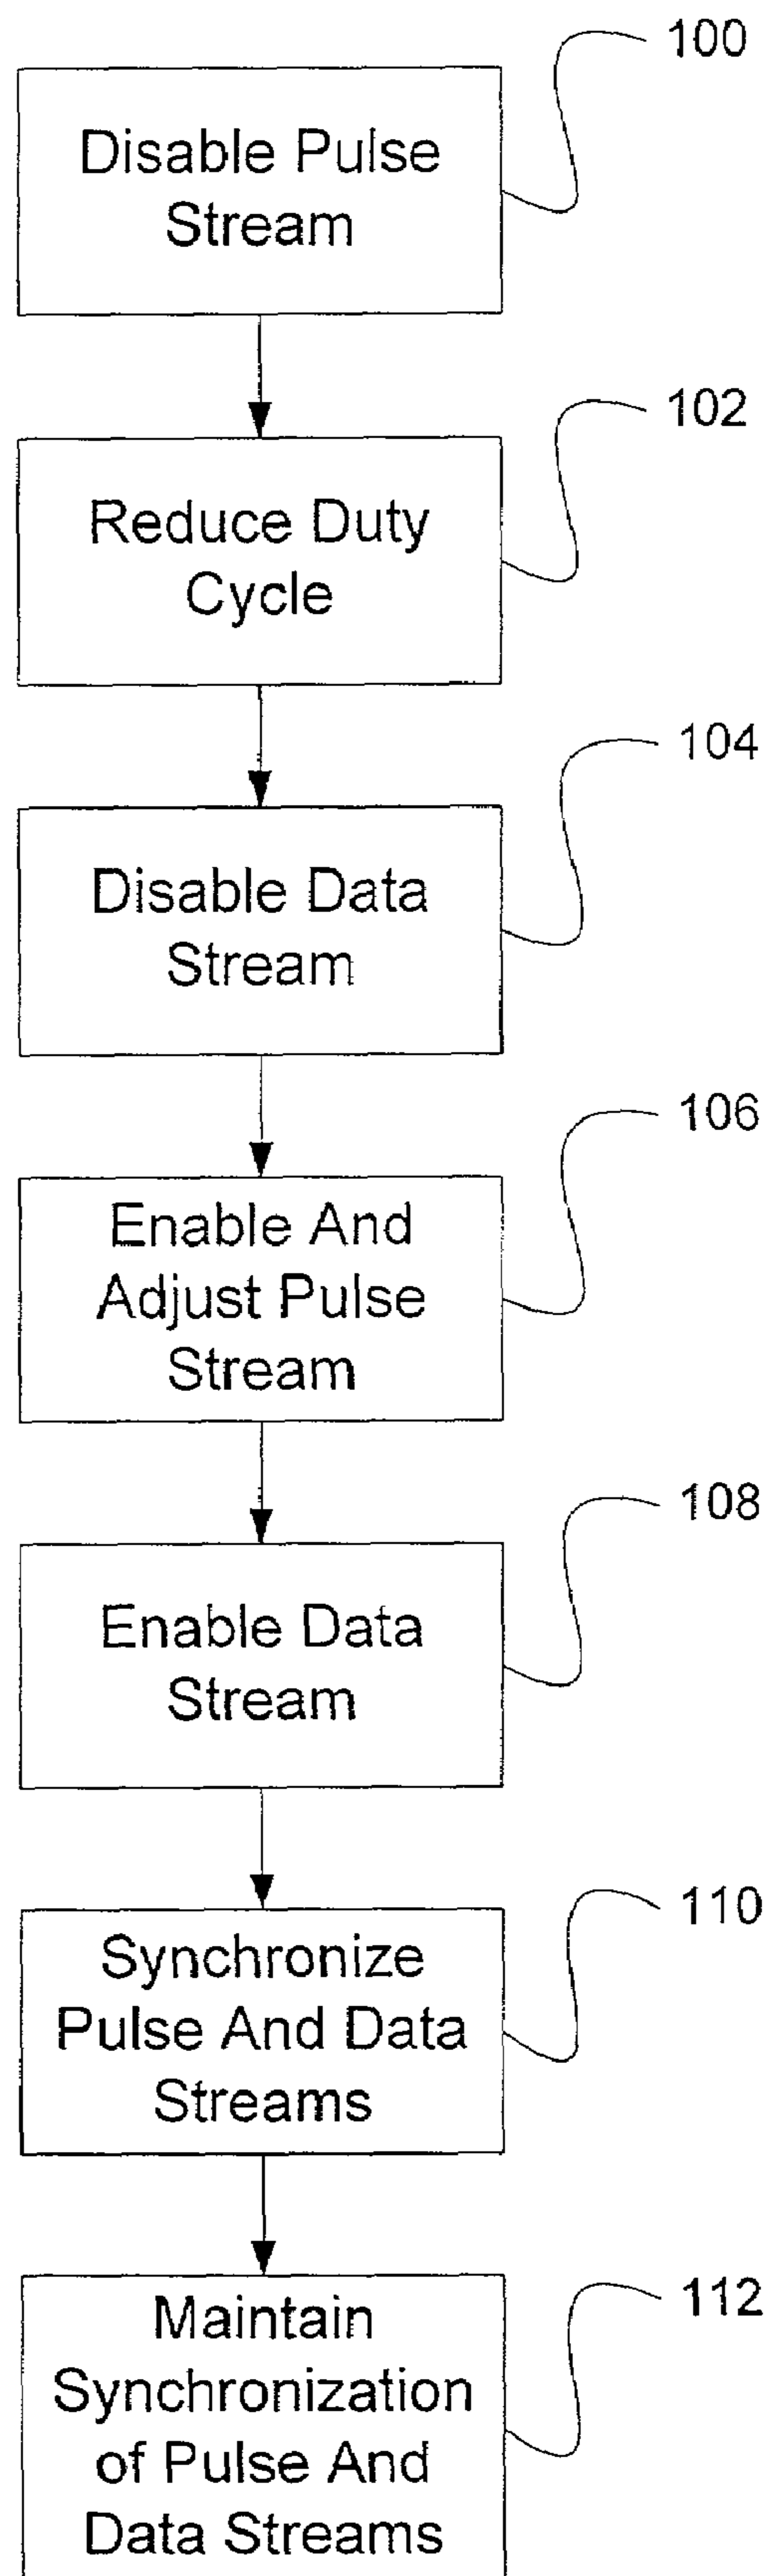 100
Disable Pulse
Stream
102
Reduce Duty
Cycle
104
Disable Data
Stream
106
Enable And
Adjust Pulse
Stream
108
Enable Data
Stream
110
Synchronize
Pulse And Data
Streams
112
Maintain
Synchronization
of Pulse And
Data Streams